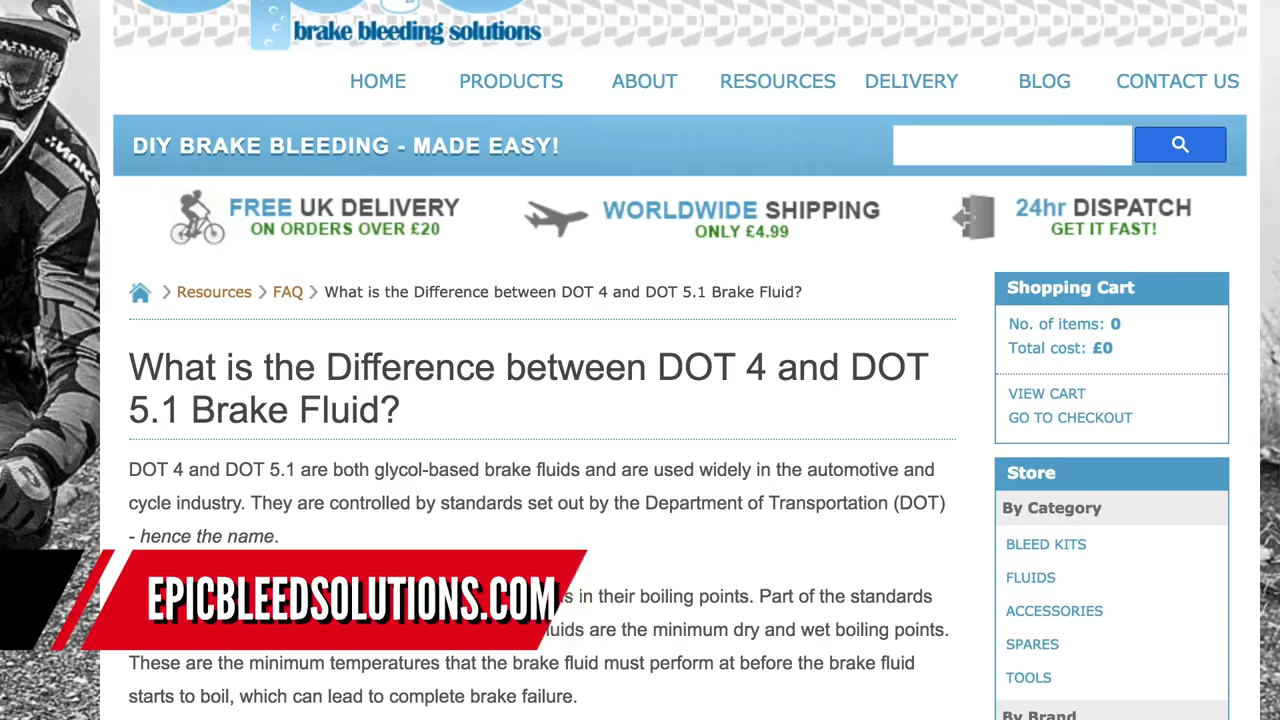 brake bleeding solutions
HOME PRODUCTS ABOUT RESOURCES DELIVERY BLOG CONTACT US
DIY BRAKE BLEEDING - MADE EASY!
FREE UK DELIVERY
ON ORDERS OVER £20
WORLDWIDE SHIPPING
ONLY £4.99
24hr DISPATCH
GET IT FAST!
Resources > FAQ > What is the Difference between DOT 4 and DOT 5.1 Brake Fluid?
What is the Difference between DOT 4 and DOT
5.1 Brake Fluid?
DOT 4 and DOT 5.1 are both glycol-based brake fluids and are used widely in the automotive and
cycle industry. They are controlled by standards set out by the Department of Transportation (DOT)
- hence the name.
in their boiling points. Part of the standards
are the minimum dry and wet boiling points.
These are the minimum temperatures that the brake fluid must perform at before the brake fluid
starts to boil, which can lead to complete brake failure.
EPICBLEEDSOLUTIONS.COM
Shopping Cart
No. of items: 0
Total cost: £0
VIEW CART
GO TO CHECKOUT
Store
By Category
BLEED KITS
FLUIDS
ACCESSORIES
SPARES
TOOLS
By Brand